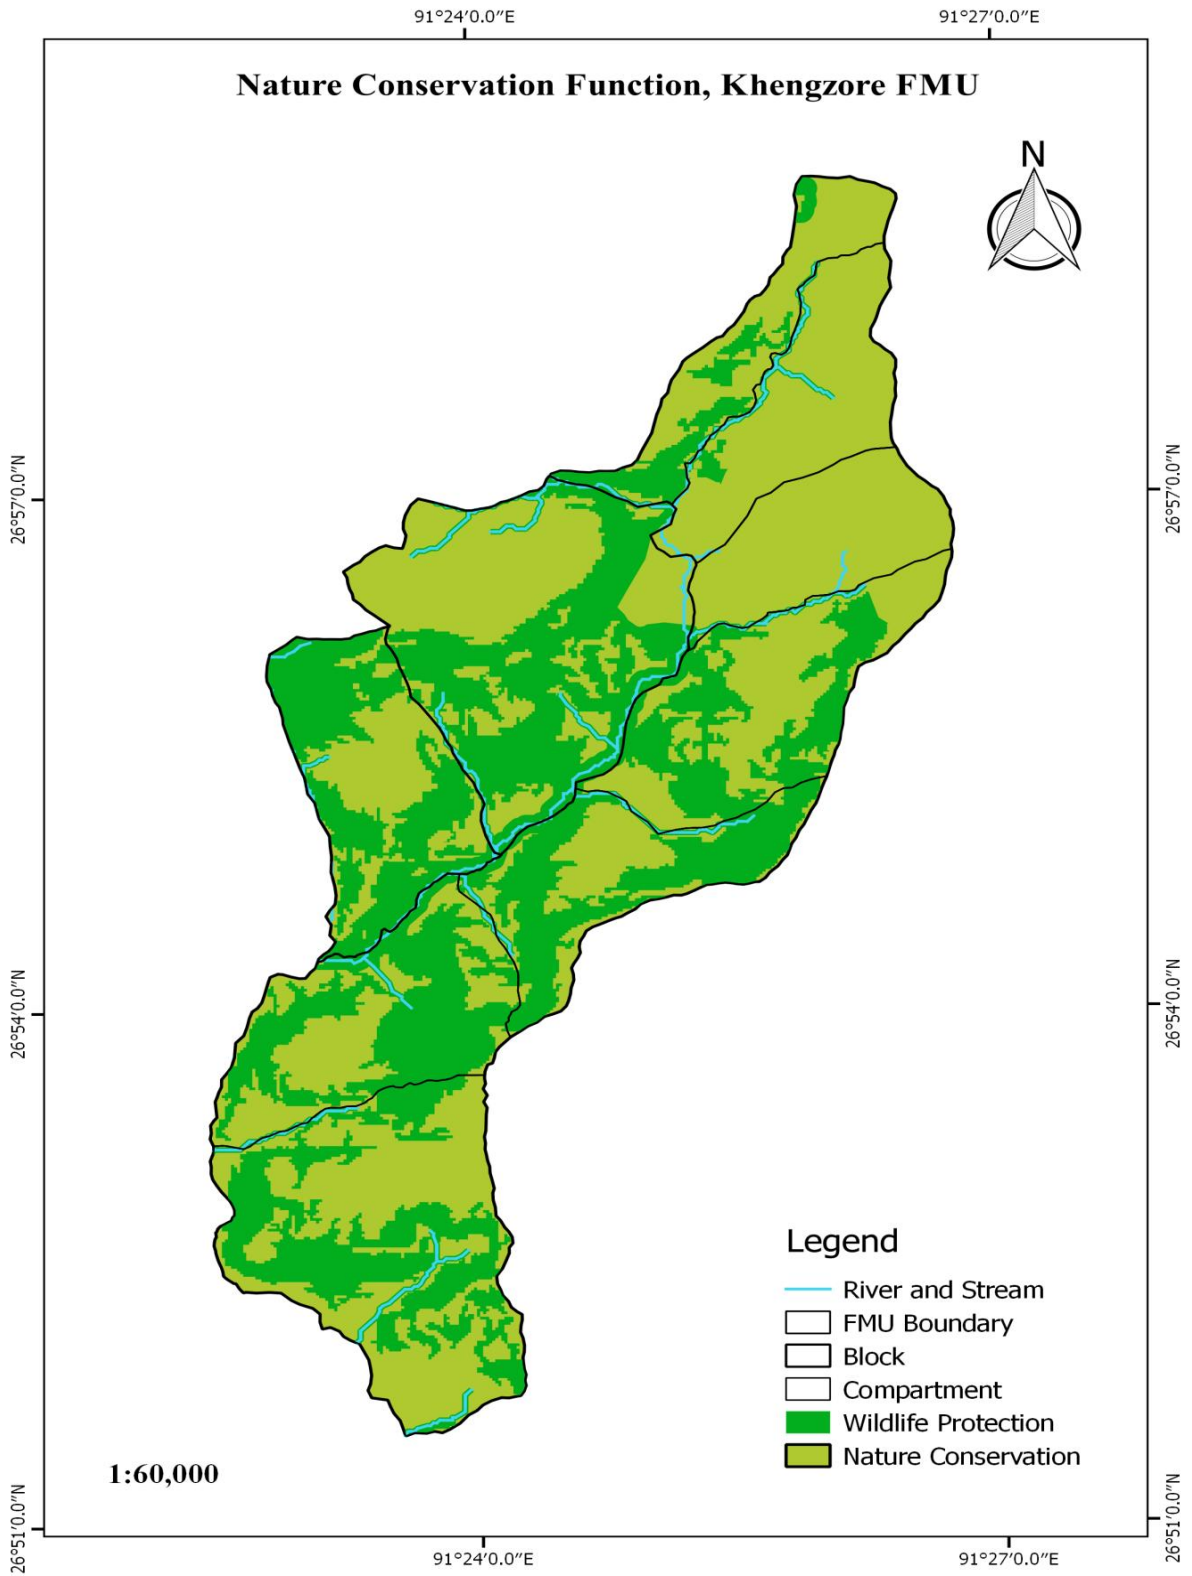 91°24′0.0″E
91°27′0.0″E
Nature Conservation Function, Khengzore FMU
N
26°57′0.0″N
26°57′0.0″N
26°54′0.0″N
26°54′0.0″N
Legend
River and Stream
FMU Boundary
Block
Compartment
Wildlife Protection
Nature Conservation
1:60,000
26°51′0.0″N
26°51′0.0″N
91°24′0.0″E
91°27′0.0″E